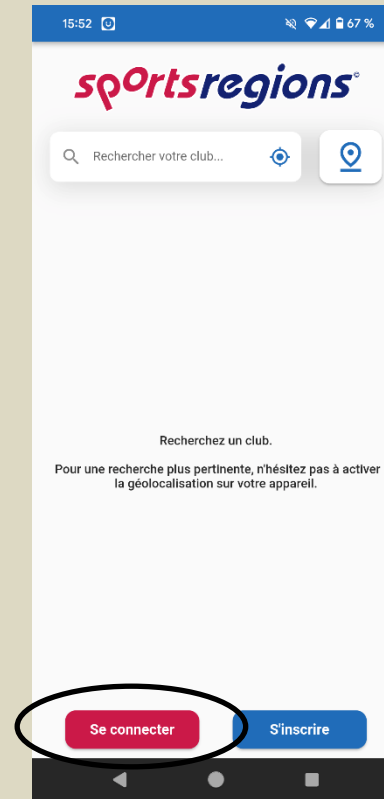 15:52 67 %
sportsregions©
Rechercher votre club...
Recherchez un club.
Pour une recherche plus pertinente, n'hésitez pas à activer
la géolocalisation sur votre appareil.
Se connecter S'inscrire